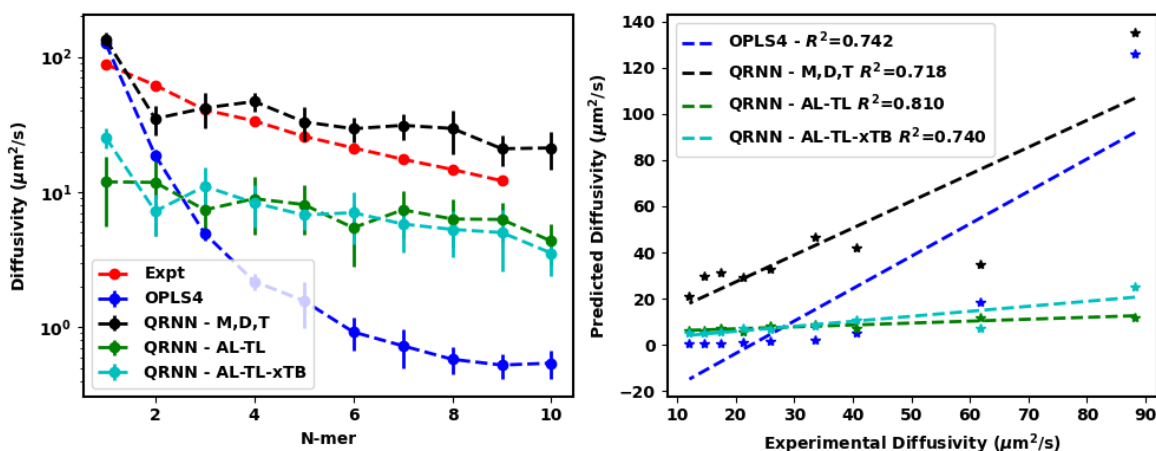 10²
10¹
10⁰
Diffusivity (μm²/s)
Expt
OPLS4
QRNN - M,D,T
QRNN - AL-TL
QRNN - AL-TL-xTB
2 4 6 8 10
N-mer
140
120
100
80
60
40
20
0
−20
Predicted Diffusivity (μm²/s)
OPLS4 - R²=0.742
QRNN - M,D,T R²=0.718
QRNN - AL-TL R²=0.810
QRNN - AL-TL-xTB R²=0.740
10 20 30 40 50 60 70 80 90
Experimental Diffusivity (μm²/s)